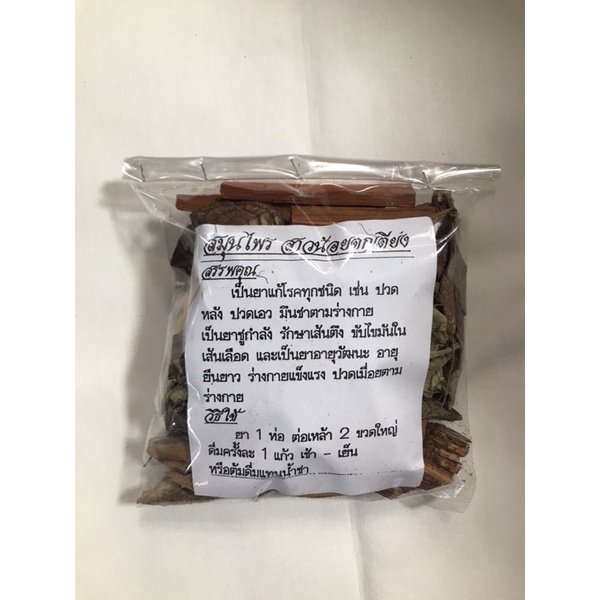 สมุนไพร สาวน้อยตกเตียง
สรรพคุณ
เป็นยาแก้โรคทุกชนิด เช่น ปวด
หลัง ปวดเอว มึนชาตามร่างกาย
เป็นยาชูกำลัง รักษาเส้นตึง ขับไขมันใน
เส้นเลือด และเป็นยาอายุวัฒนะ อายุ
ยืนยาว ร่างกายแข็งแรง ปวดเมื่อยตาม
ร่างกาย
วิธีใช้
ยา 1 ห่อ ต่อเหล้า 2 ขวดใหญ่
ดื่มครั้งละ 1 แก้ว เช้า - เย็น
หรือต้มดื่มแทนน้ำชา